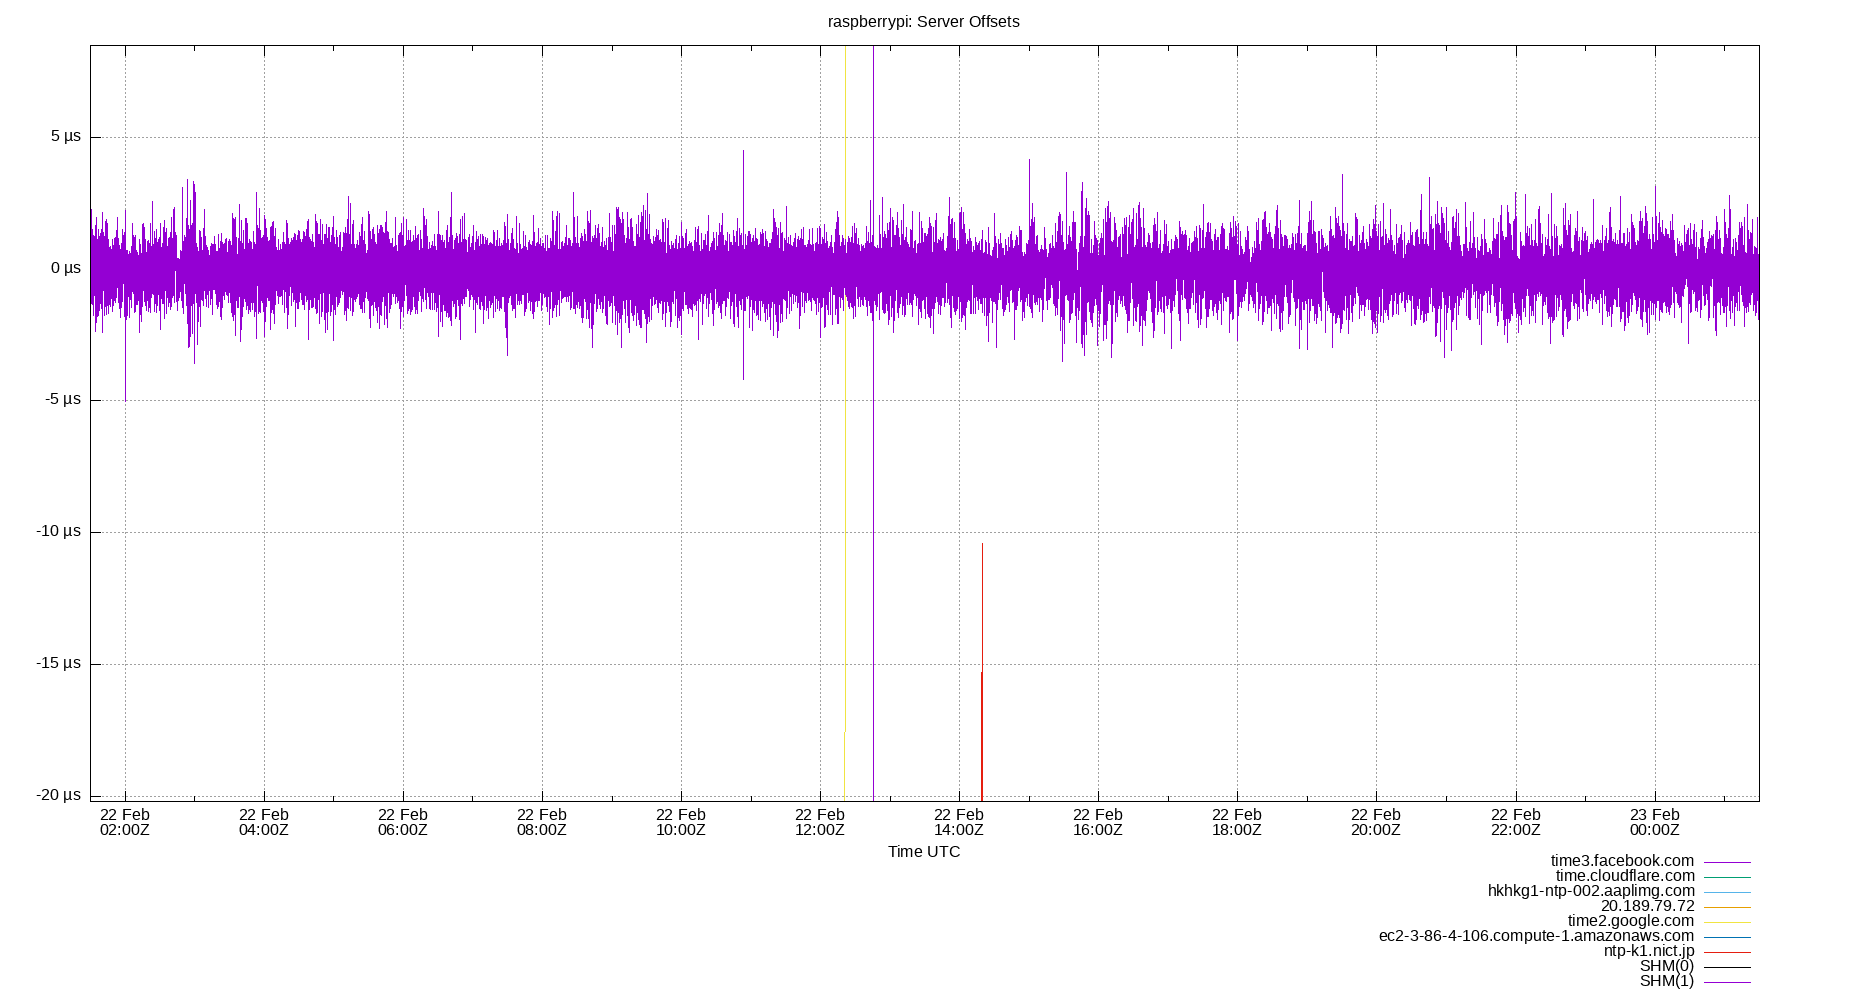 raspberrypi: Server Offsets
5 µs
0 µs
-5 µs
-10 µs
-15 µs
-20 µs
22 Feb 22 Feb 22 Feb 22 Feb 22 Feb 22 Feb 22 Feb 22 Feb 22 Feb 22 Feb 22 Feb 23 Feb
02:00Z 04:00Z 06:00Z 08:00Z 10:00Z 12:00Z 14:00Z 16:00Z 18:00Z 20:00Z 22:00Z 00:00Z
Time UTC
time3.facebook.com
time.cloudflare.com
hkhkg1-ntp-002.aaplimg.com
20.189.79.72
time2.google.com
ec2-3-86-4-106.compute-1.amazonaws.com
ntp-k1.nict.jp
SHM(0)
SHM(1)